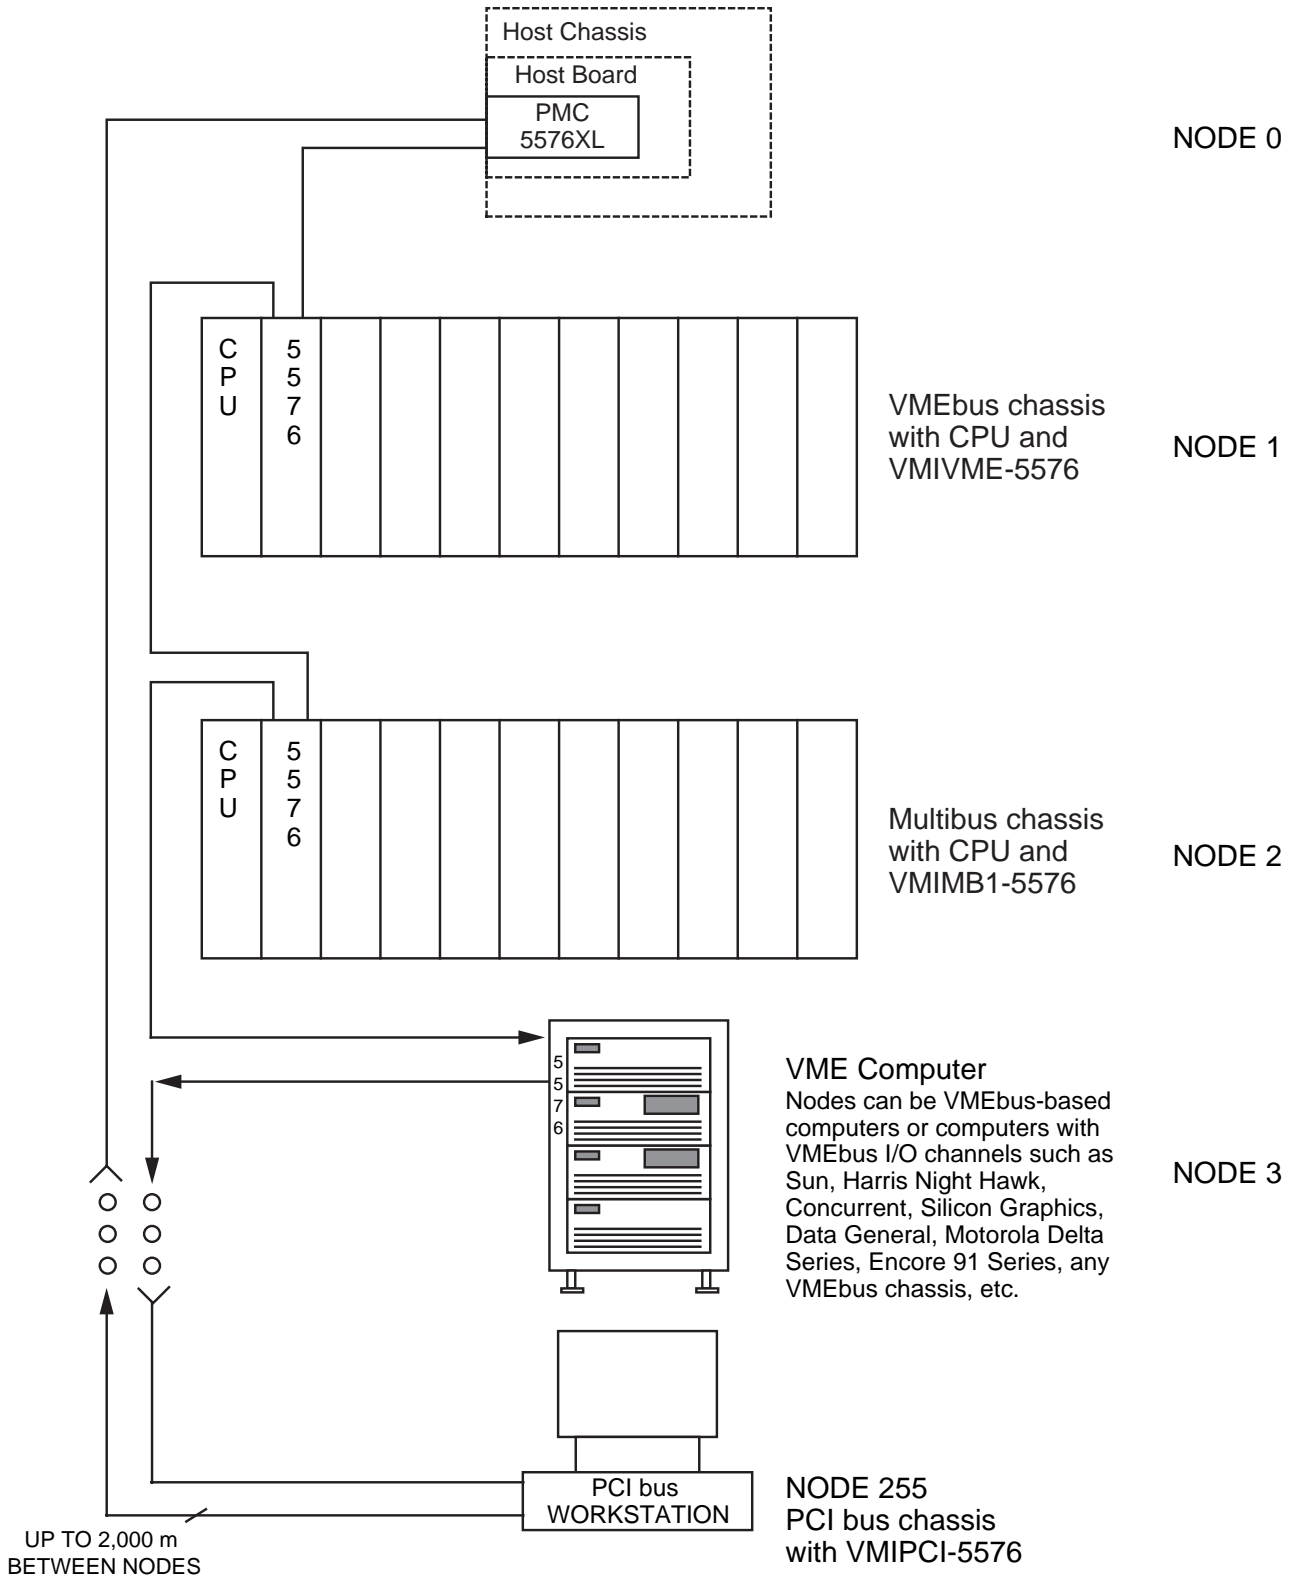 Host Chassis
Host Board
PMC
5576XL
NODE 0
C
P
U
5
5
7
6
VMEbus chassis
with CPU and
VMIVME-5576
NODE 1
C
P
U
5
5
7
6
Multibus chassis
with CPU and
VMIMB1-5576
NODE 2
5
5
7
6
VME Computer
Nodes can be VMEbus-based
computers or computers with
VMEbus I/O channels such as
Sun, Harris Night Hawk,
Concurrent, Silicon Graphics,
Data General, Motorola Delta
Series, Encore 91 Series, any
VMEbus chassis, etc.
NODE 3
PCI bus
WORKSTATION
NODE 255
PCI bus chassis
with VMIPCI-5576
UP TO 2,000 m
BETWEEN NODES